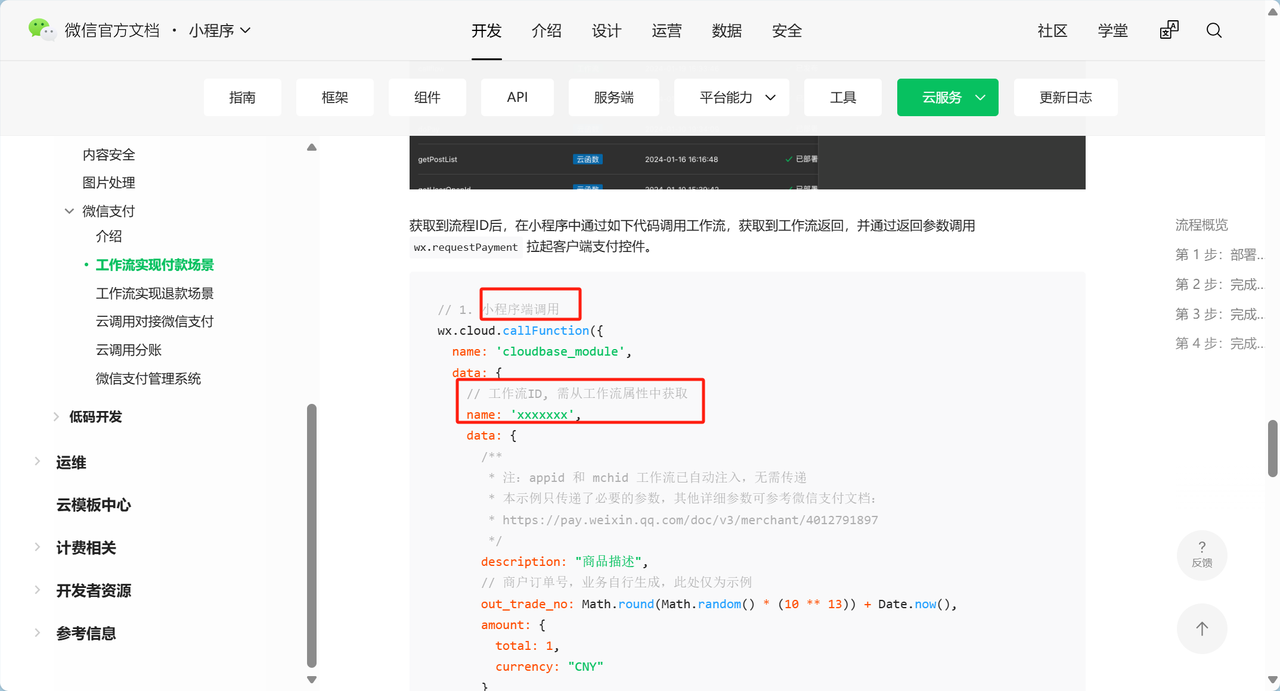 微信官方文档 · 小程序
开发 介绍 设计 运营 数据 安全
社区 学堂
指南 框架 组件 API 服务端 平台能力 工具 云服务 更新日志
内容安全
图片处理
微信支付
介绍
• 工作流实现付款场景
工作流实现退款场景
云调用对接微信支付
云调用分账
微信支付管理系统
低码开发
运维
云模板中心
计费相关
开发者资源
参考信息
getPostList 云函数 2024-01-16 16:16:48 已部署
getUserOpenId 云函数 已部署
获取到流程ID后，在小程序中通过如下代码调用工作流，获取到工作流返回，并通过返回参数调用
wx.requestPayment 拉起客户端支付控件。
// 1. 小程序端调用
wx.cloud.callFunction({
name: 'cloudbase_module',
data: {
// 工作流ID, 需从工作流属性中获取
name: 'xxxxxxx',
data: {
/**
* 注: appid 和 mchid 工作流已自动注入，无需传递
* 本示例只传递了必要的参数，其他详细参数可参考微信支付文档:
* https://pay.weixin.qq.com/doc/v3/merchant/4012791897
*/
description: "商品描述",
// 商户订单号，业务自行生成，此处仅为示例
out_trade_no: Math.round(Math.random() * (10 ** 13)) + Date.now(),
amount: {
total: 1,
currency: "CNY"
}
流程概览
第 1 步：部署...
第 2 步：完成...
第 3 步：完成...
第 4 步：完成...
?
反馈